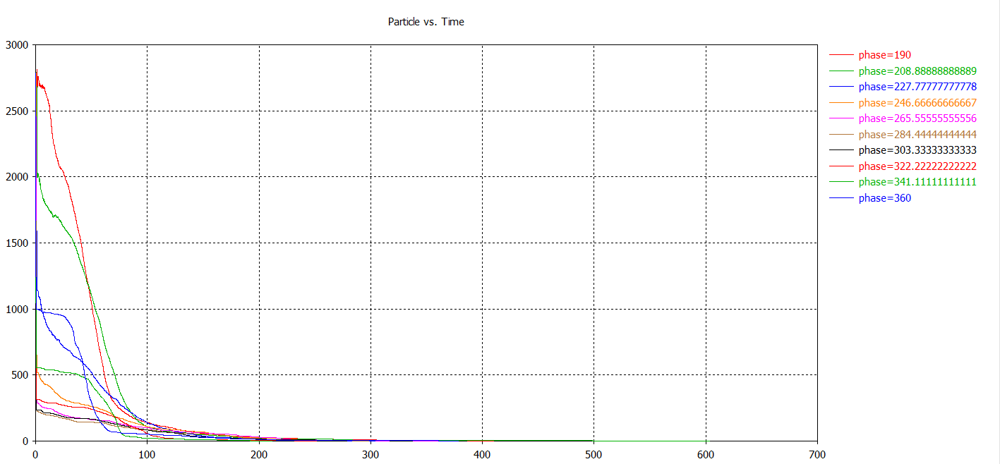 Particle vs. Time
3000
2500
2000
1500
1000
500
0
0 100 200 300 400 500 600 700
phase=190
phase=208.88888888889
phase=227.77777777778
phase=246.66666666667
phase=265.55555555556
phase=284.44444444444
phase=303.33333333333
phase=322.22222222222
phase=341.11111111111
phase=360